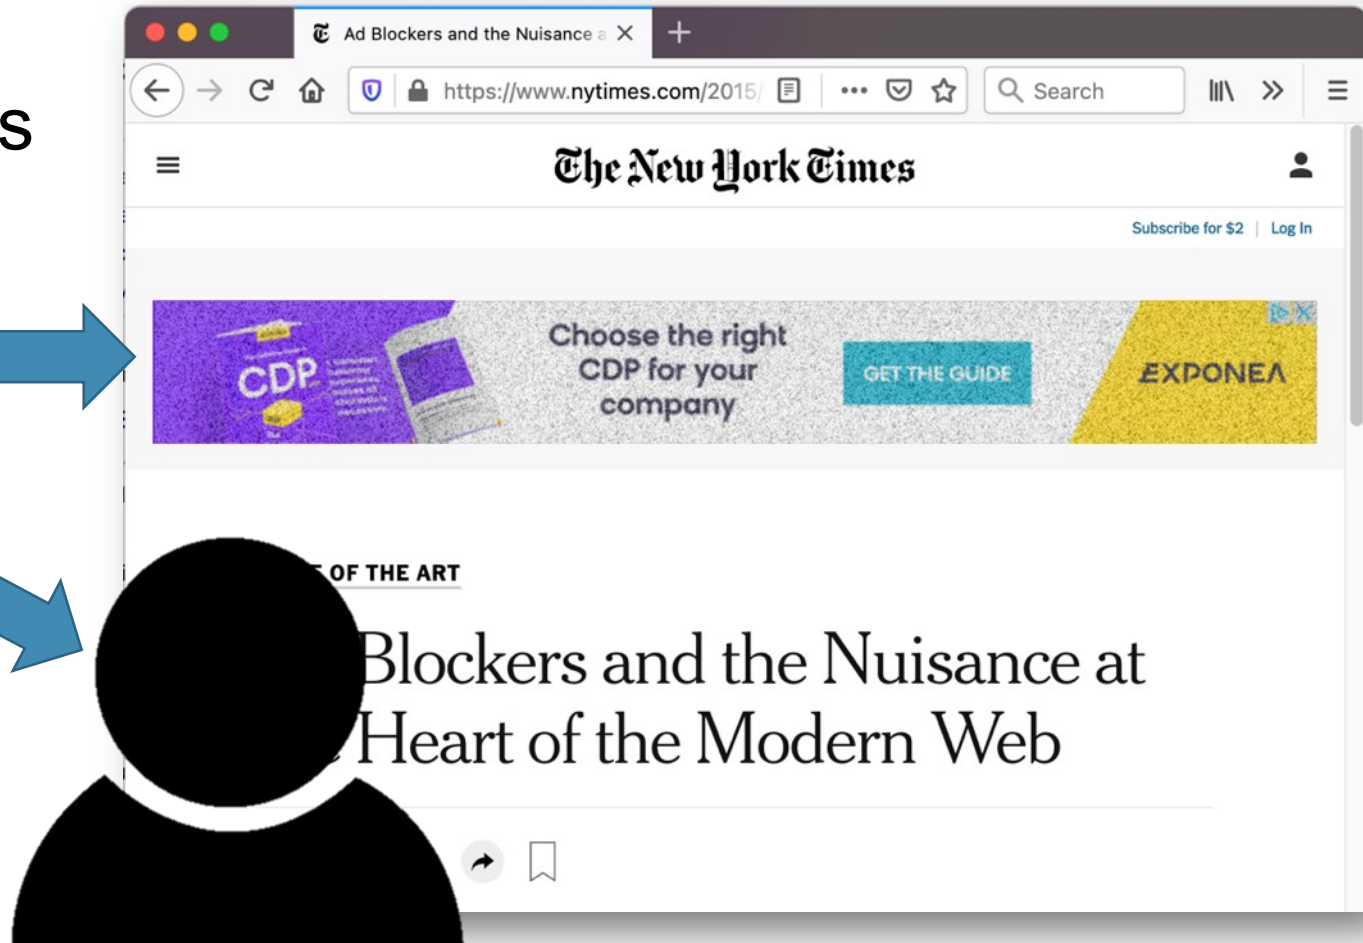 s
Ad Blockers and the Nuisance a
https://www.nytimes.com/2015/
Search
The New York Times
Subscribe for $2 | Log In
CDP
Choose the right
CDP for your
company
GET THE GUIDE
EXPONEA
OF THE ART
Blockers and the Nuisance at
Heart of the Modern Web